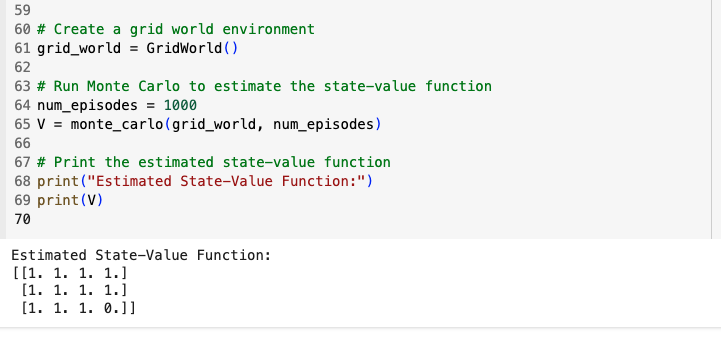 59
60 # Create a grid world environment
61 grid_world = GridWorld()
62
63 # Run Monte Carlo to estimate the state-value function
64 num_episodes = 1000
65 V = monte_carlo(grid_world, num_episodes)
66
67 # Print the estimated state-value function
68 print("Estimated State-Value Function:")
69 print(V)
70
Estimated State-Value Function:
[[1. 1. 1. 1.]
 [1. 1. 1. 1.]
 [1. 1. 1. 0.]]